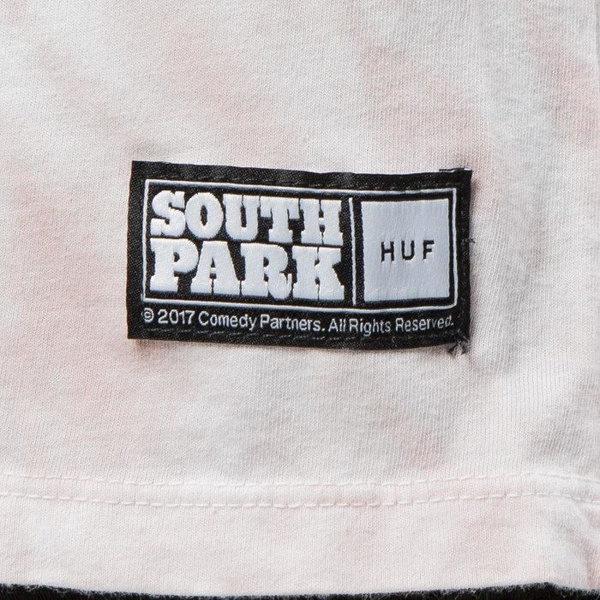 SOUTH
PARK
HUF
© 2017 Comedy Partners. All Rights Reserved.